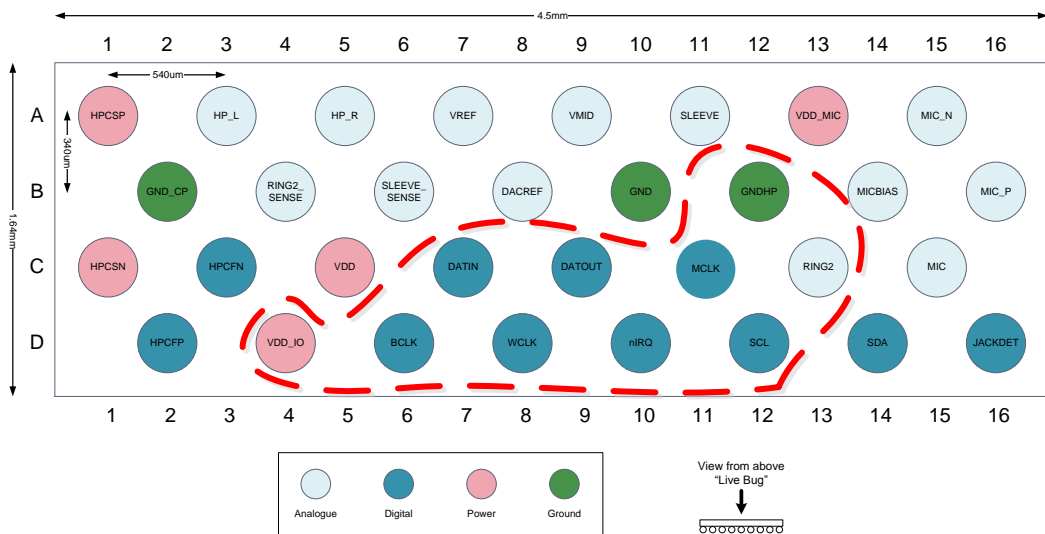 4.5mm
1 2 3 4 5 6 7 8 9 10 11 12 13 14 15 16
540um
A
HPCSP HP_L HP_R VREF VMID SLEEVE VDD_MIC MIC_N
340um
1.64mm
B
GND_CP RING2_
SENSE SLEEVE_
SENSE DACREF GND GNDHP MICBIAS MIC_P
C
HPCSN HPCFN VDD DATIN DATOUT MCLK RING2 MIC
D
HPCFP VDD_IO BCLK WCLK nIRQ SCL SDA JACKDET
1 2 3 4 5 6 7 8 9 10 11 12 13 14 15 16
Analogue Digital Power Ground
View from above
“Live Bug”